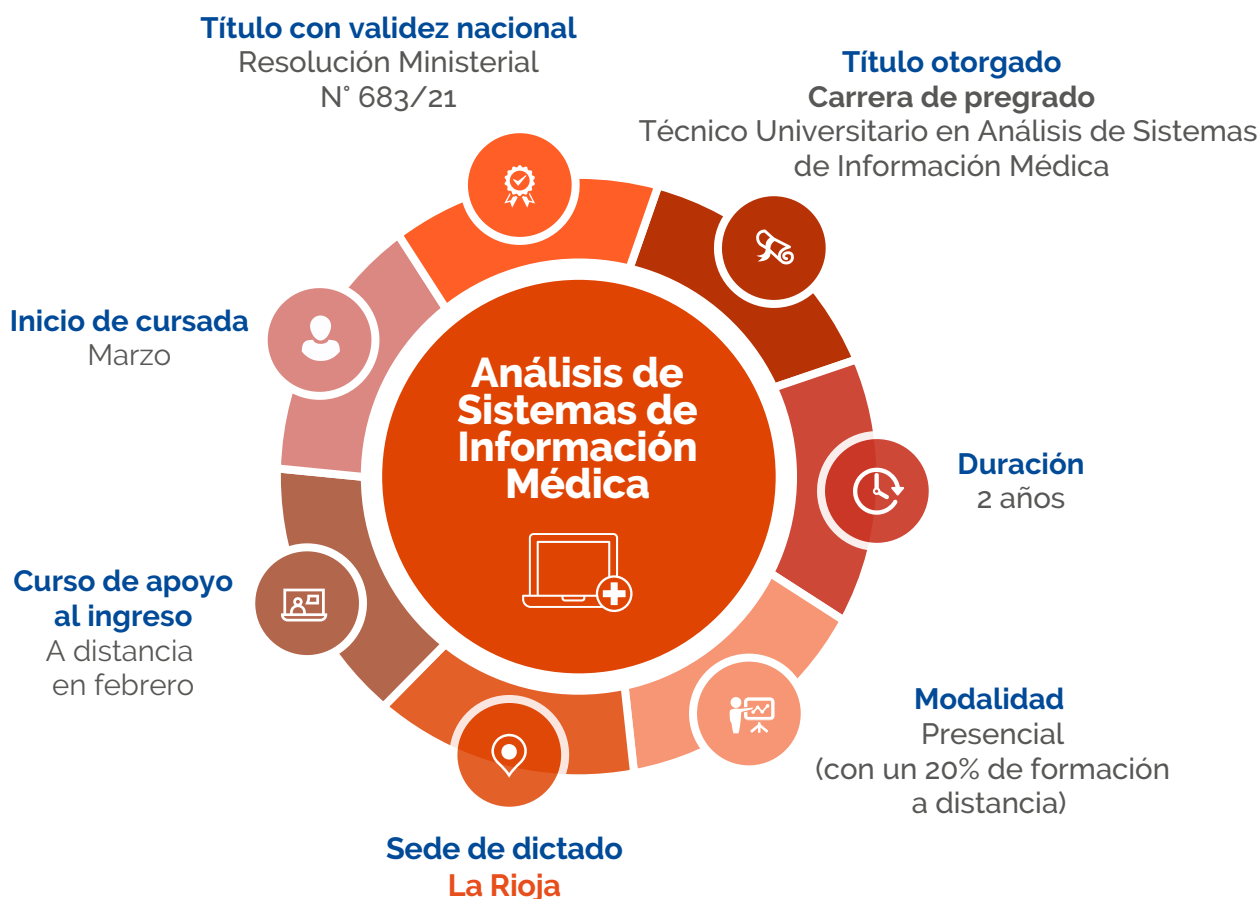 Título con validez nacional
Resolución Ministerial
N° 683/21
Título otorgado
Carrera de pregrado
Técnico Universitario en Análisis de Sistemas
de Información Médica
Inicio de cursada
Marzo
Análisis de
Sistemas de
Información
Médica
Duración
2 años
Curso de apoyo
al ingreso
A distancia
en febrero
Modalidad
Presencial
(con un 20% de formación
a distancia)
Sede de dictado
La Rioja